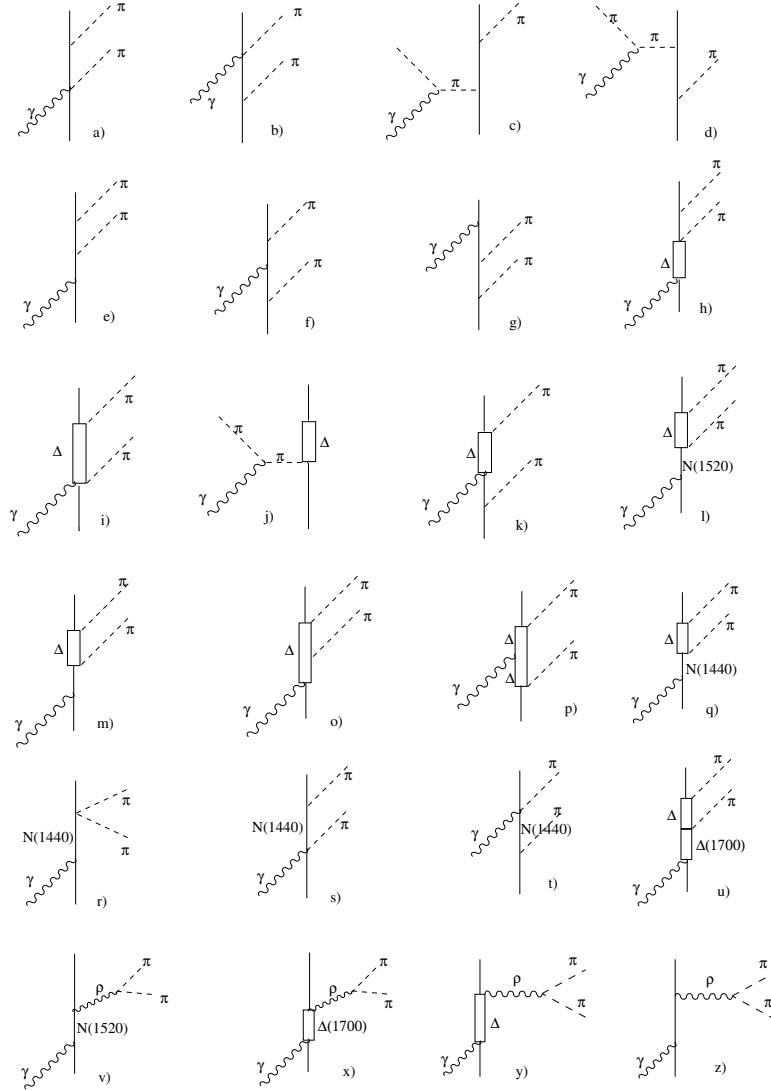 π
π
γ
a)
π
π
γ
b)
π
π
γ
c)
π
π
π
γ
d)
π
π
γ
e)
π
π
γ
f)
π
π
γ
g)
π
π
Δ
γ
h)
π
π
Δ
γ
i)
π
π
Δ
γ
j)
π
π
Δ
γ
k)
π
π
Δ
N(1520)
γ
l)
π
π
Δ
γ
m)
π
π
Δ
γ
o)
π
π
Δ
Δ
γ
p)
π
π
Δ
N(1440)
γ
q)
π
π
N(1440)
γ
r)
π
π
N(1440)
γ
s)
π
π
N(1440)
γ
t)
π
π
Δ
Δ(1700)
γ
u)
π
ρ
π
N(1520)
γ
v)
π
ρ
π
Δ(1700)
γ
x)
π
ρ
π
Δ
γ
y)
π
ρ
π
γ
z)